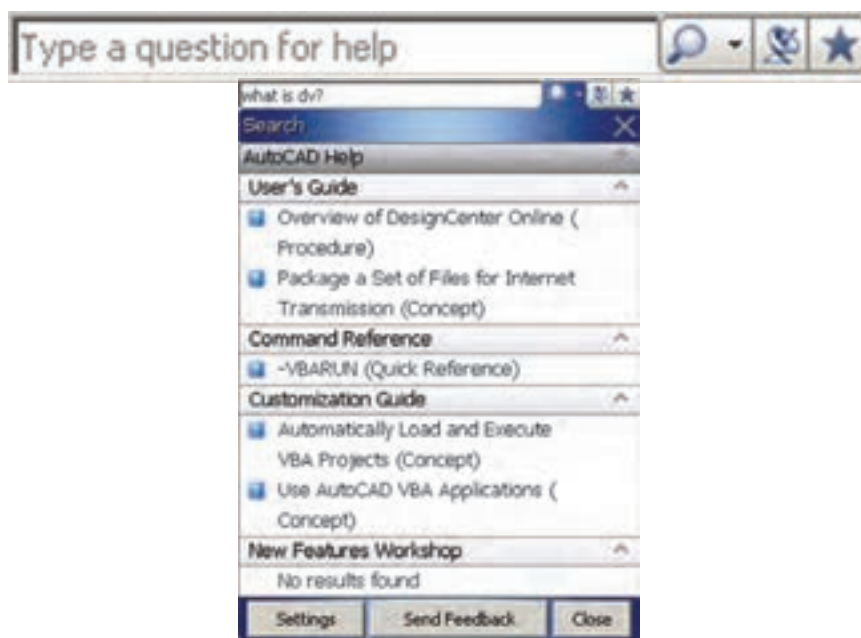 Type a question for help
what is dv?
Search
AutoCAD Help
User's Guide
Overview of DesignCenter Online (
Procedure)
Package a Set of Files for Internet
Transmission (Concept)
Command Reference
-VBARUN (Quick Reference)
Customization Guide
Automatically Load and Execute
VBA Projects (Concept)
Use AutoCAD VBA Applications (
Concept)
New Features Workshop
No results found
Settings Send Feedback Close